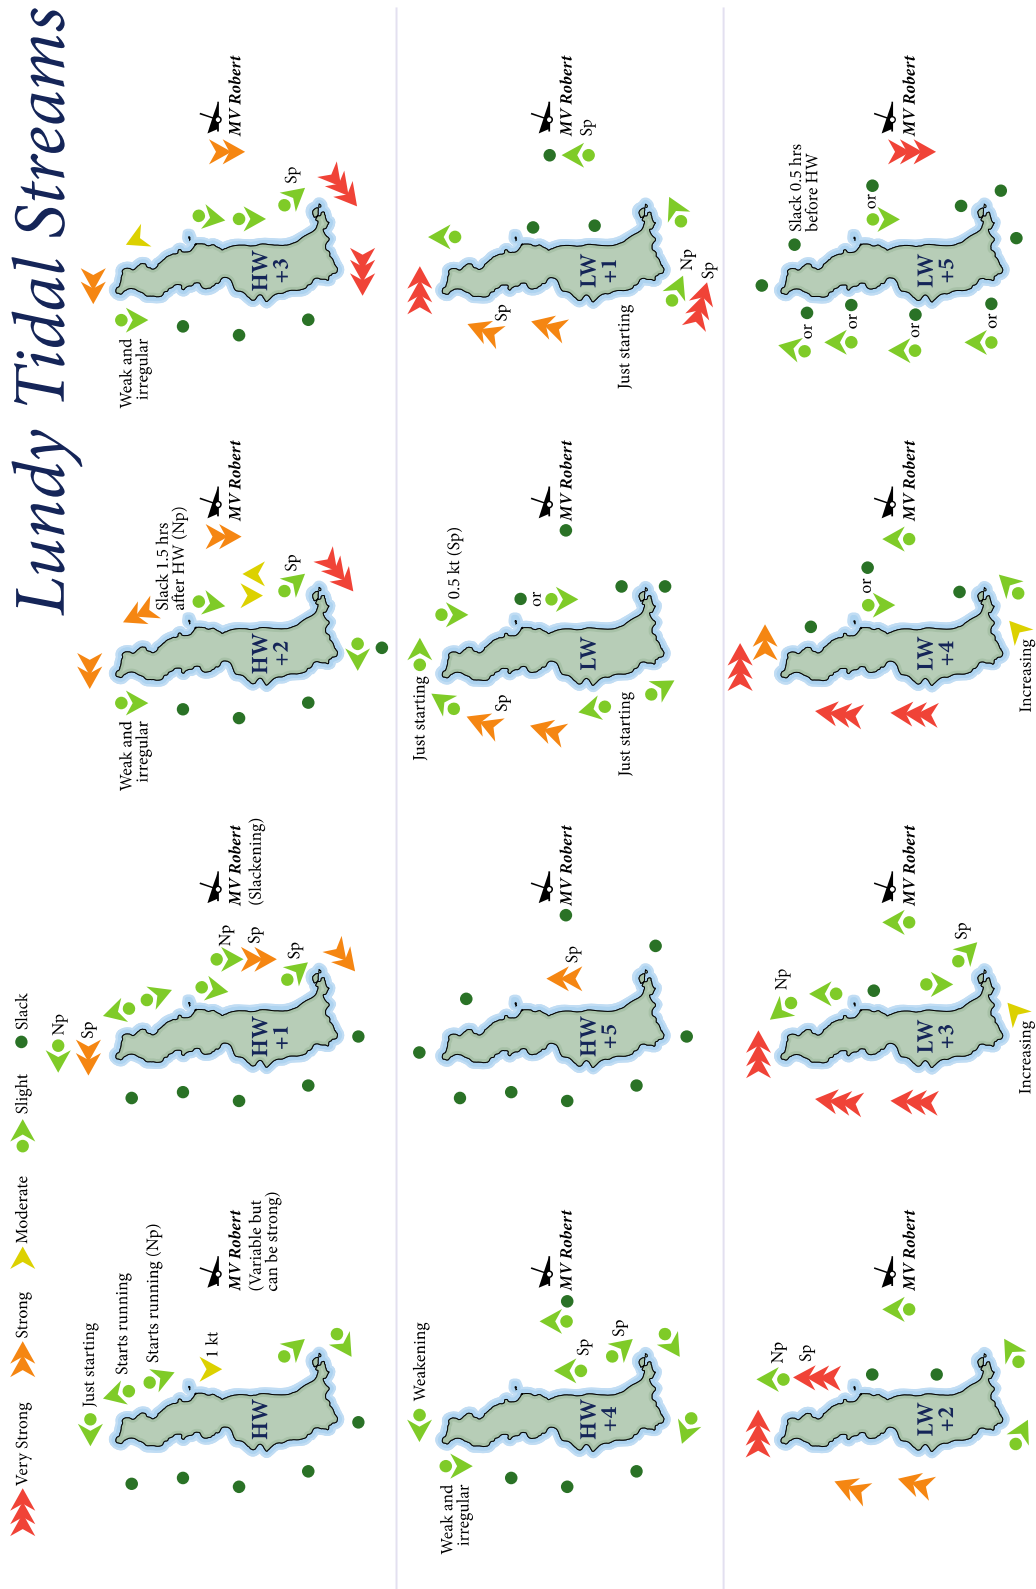 Lundy Tidal Streams
Very Strong
Strong
Moderate
Slight
Slack
Just starting
Starts running
Starts running (Np)
1 kt
HW
MV Robert
(Variable but
can be strong)
Np
Sp
Np
Sp
Sp
HW
+1
MV Robert
(Slackening)
Weak and
irregular
Slack 1.5 hrs
after HW (Np)
Sp
HW
+2
MV Robert
Weak and
irregular
Sp
HW
+3
MV Robert
Weakening
Weak and
irregular
Sp
Sp
HW
+4
MV Robert
Sp
HW
+5
MV Robert
Just starting
0.5 kt (Sp)
Sp
or
LW
Just starting
MV Robert
Sp
LW
+1
Just starting
Np
Sp
MV Robert
Sp
Np
Sp
LW
+2
MV Robert
Np
LW
+3
Sp
MV Robert
Increasing
or
LW
+4
MV Robert
Increasing
Slack 0.5 hrs
before HW
or
or
or
or
or
LW
+5
MV Robert